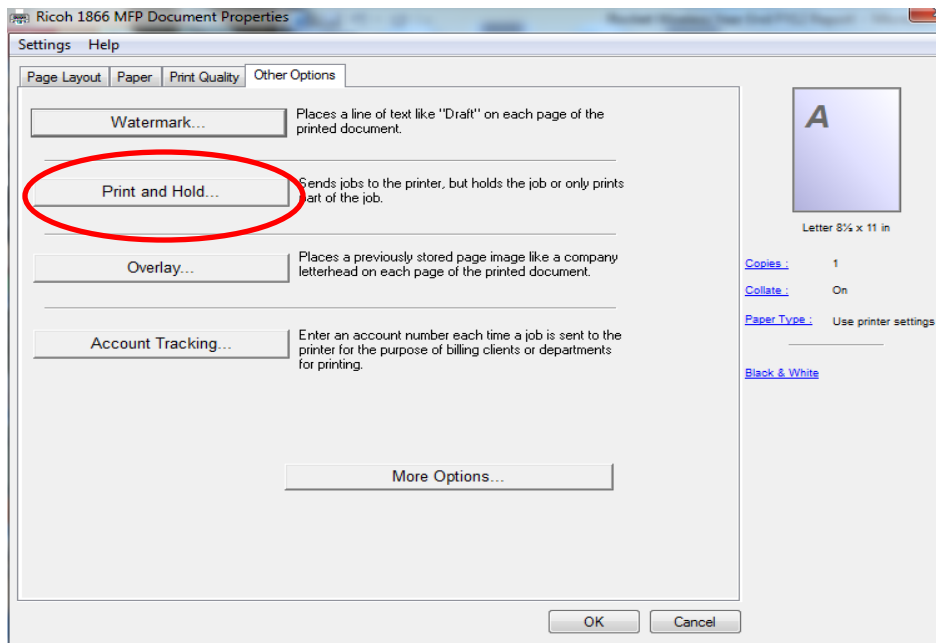 Ricoh 1866 MFP Document Properties
Settings Help
Page Layout Paper Print Quality Other Options
Watermark...
Places a line of text like "Draft" on each page of the
printed document.
Print and Hold...
Sends jobs to the printer, but holds the job or only prints
part of the job.
Overlay...
Places a previously stored page image like a company
letterhead on each page of the printed document.
Account Tracking...
Enter an account number each time a job is sent to the
printer for the purpose of billing clients or departments
for printing.
More Options...
A
Letter 8½ x 11 in
Copies : 1
Collate : On
Paper Type : Use printer settings
Black & White
OK Cancel